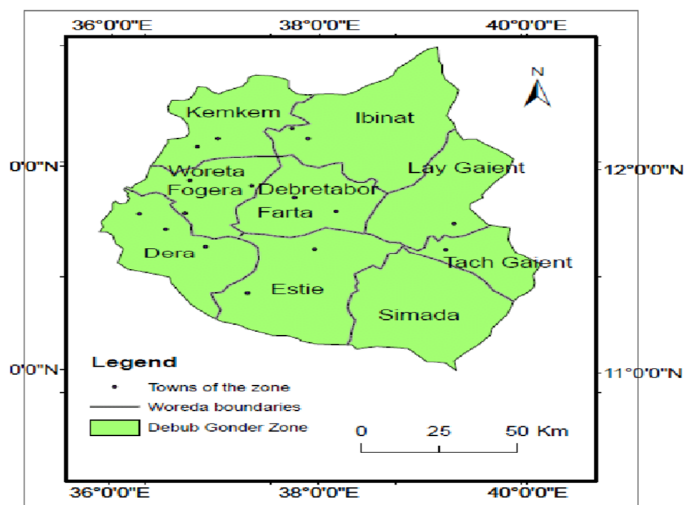 36°0'0"E 38°0'0"E 40°0'0"E
N
Kemkem
Ibinat
0'0"N 12°0'0"N
Woreta
Lay Gaient
Fogera
Debretabor
Farta
Dera
Tach Gaient
Estie
Simada
Legend
0'0"N 11°0'0"N
Towns of the zone
Woreda boundaries
Debub Gonder Zone
0 25 50 Km
36°0'0"E 38°0'0"E 40°0'0"E